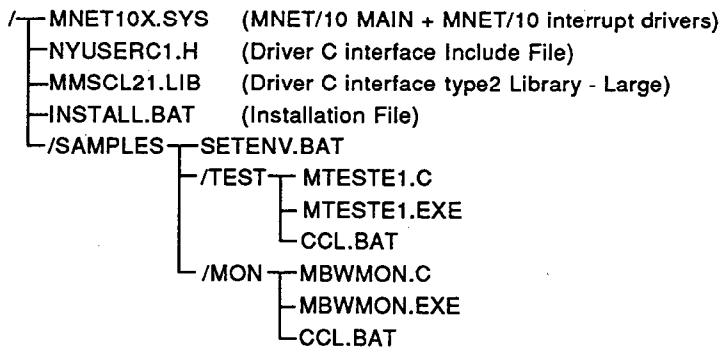 / MNET10X.SYS (MNET/10 MAIN + MNET/10 interrupt drivers)
NYUSERC1.H (Driver C interface Include File)
MMSCL21.LIB (Driver C interface type2 Library - Large)
INSTALL.BAT (Installation File)
/SAMPLES SETENV.BAT
/TEST MTESTE1.C
MTESTE1.EXE
CCL.BAT
/MON MBWMON.C
MBWMON.EXE
CCL.BAT